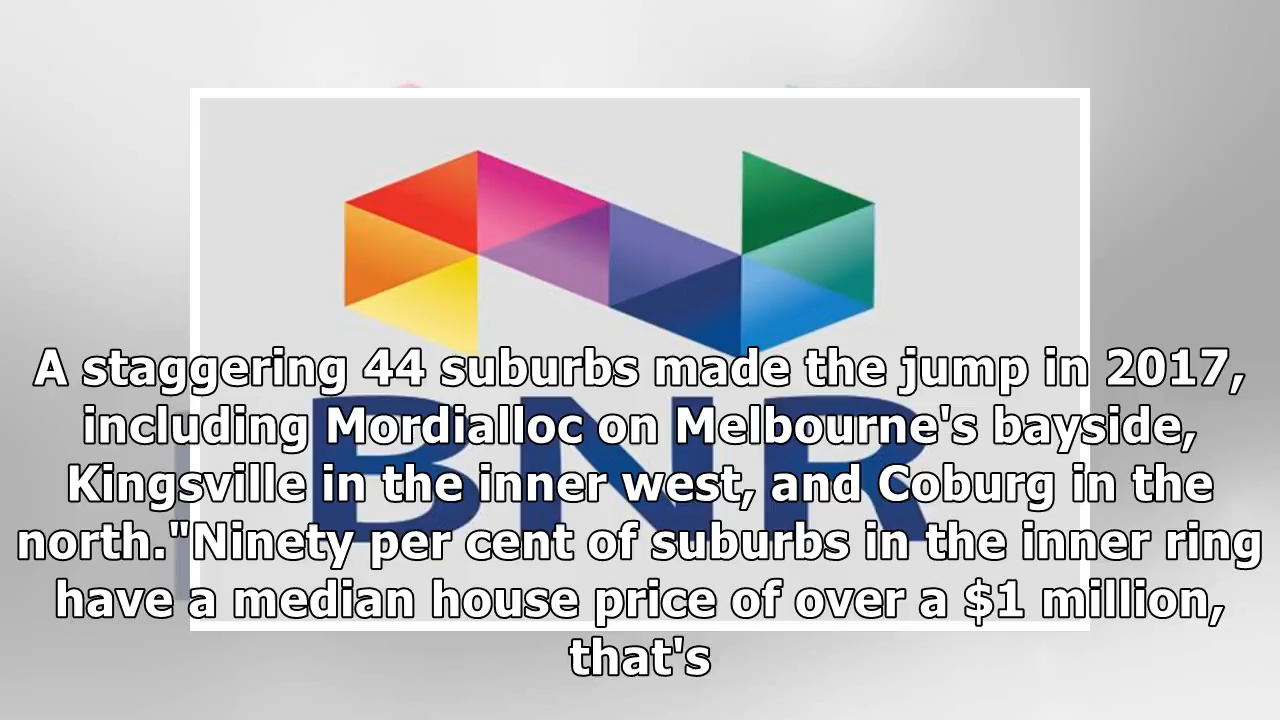 A staggering 44 suburbs made the jump in 2017,
including Mordialloc on Melbourne's bayside,
Kingsville in the inner west, and Coburg in the
north."Ninety per cent of suburbs in the inner ring
have a median house price of over a $1 million,
that's
BNR